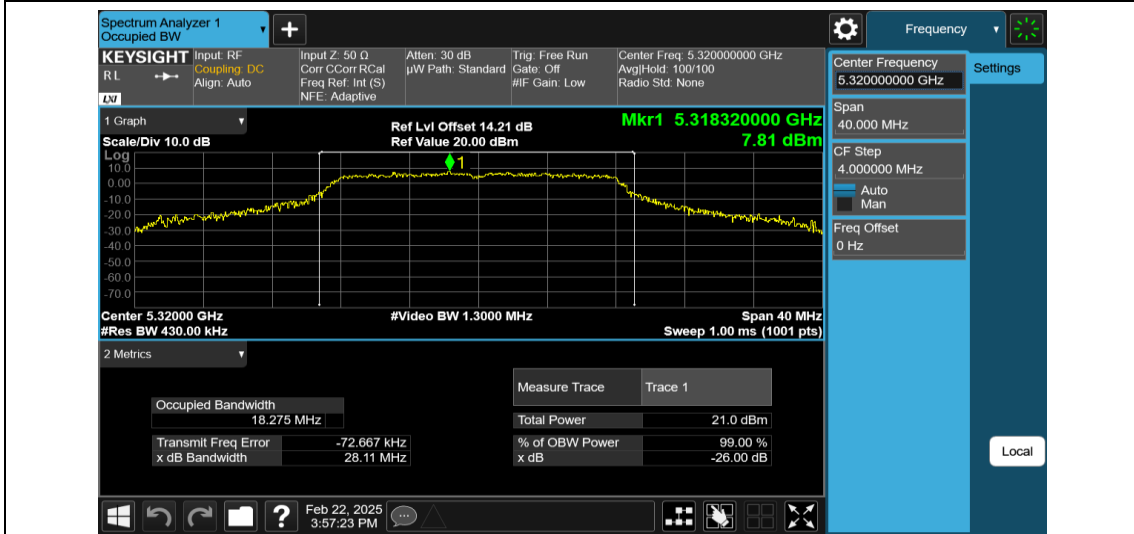 Spectrum Analyzer 1
Occupied BW
+
Frequency
KEYSIGHT
R L
LXI
Input: RF
Coupling: DC
Align: Auto
Input Z: 50 Ω
Corr CCorr RCal
Freq Ref: Int (S)
NFE: Adaptive
Atten: 30 dB
µW Path: Standard
Trig: Free Run
Gate: Off
#IF Gain: Low
Center Freq: 5.320000000 GHz
Avg|Hold: 100/100
Radio Std: None
Center Frequency
5.320000000 GHz
Settings
Span
40.000 MHz
CF Step
4.000000 MHz
Auto
Man
Freq Offset
0 Hz
1 Graph
Ref Lvl Offset 14.21 dB
Mkr1 5.318320000 GHz
Scale/Div 10.0 dB
Ref Value 20.00 dBm
7.81 dBm
Log
1
10.0
0.00
-10.0
-20.0
-30.0
-40.0
-50.0
-60.0
-70.0
Center 5.32000 GHz
#Video BW 1.3000 MHz
Span 40 MHz
#Res BW 430.00 kHz
Sweep 1.00 ms (1001 pts)
2 Metrics
Measure Trace
Trace 1
Occupied Bandwidth
18.275 MHz
Total Power
21.0 dBm
Transmit Freq Error
-72.667 kHz
% of OBW Power
99.00 %
x dB Bandwidth
28.11 MHz
x dB
-26.00 dB
Local
?
Feb 22, 2025
3:57:23 PM